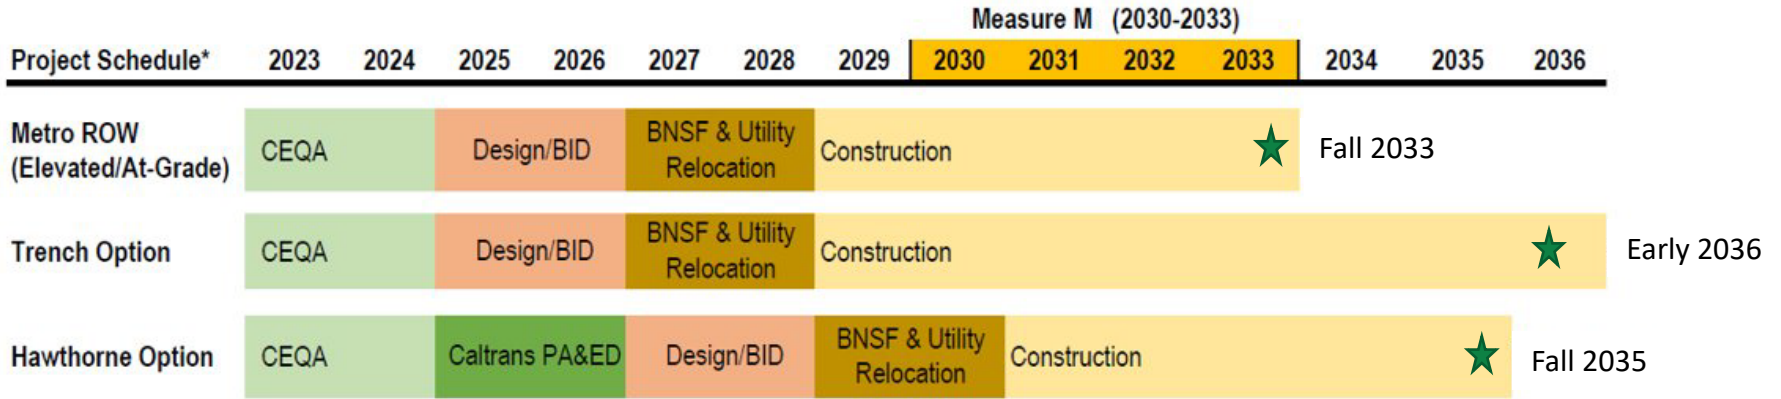 Measure M (2030-2033)
Project Schedule* 2023 2024 2025 2026 2027 2028 2029 2030 2031 2032 2033 2034 2035 2036
Metro ROW
(Elevated/At-Grade)
CEQA
Design/BID
BNSF & Utility
Relocation
Construction
Fall 2033
Trench Option
CEQA
Design/BID
BNSF & Utility
Relocation
Construction
Early 2036
Hawthorne Option
CEQA
Caltrans PA&ED
Design/BID
BNSF & Utility
Relocation
Construction
Fall 2035